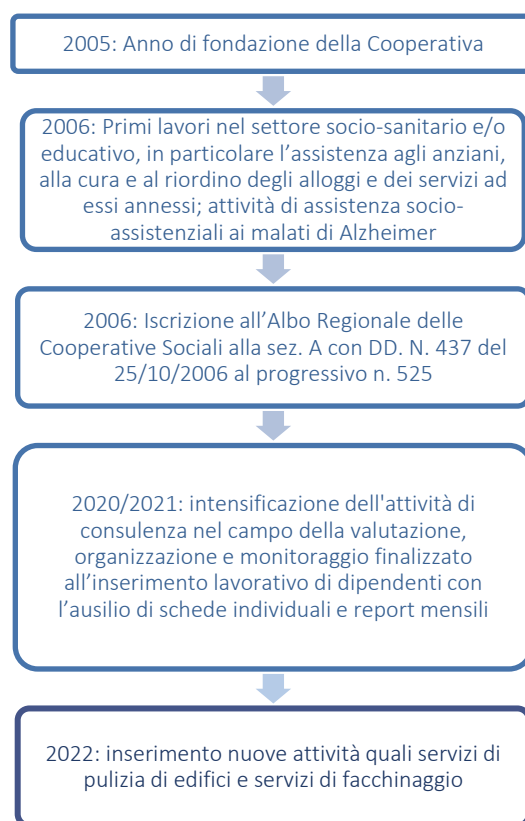 2005: Anno di fondazione della Cooperativa
2006: Primi lavori nel settore socio-sanitario e/o
educativo, in particolare l’assistenza agli anziani,
alla cura e al riordino degli alloggi e dei servizi ad
essi annessi; attività di assistenza socio-
assistenziali ai malati di Alzheimer
2006: Iscrizione all’Albo Regionale delle
Cooperative Sociali alla sez. A con DD. N. 437 del
25/10/2006 al progressivo n. 525
2020/2021: intensificazione dell'attività di
consulenza nel campo della valutazione,
organizzazione e monitoraggio finalizzato
all’inserimento lavorativo di dipendenti con
l’ausilio di schede individuali e report mensili
2022: inserimento nuove attività quali servizi di
pulizia di edifici e servizi di facchinaggio